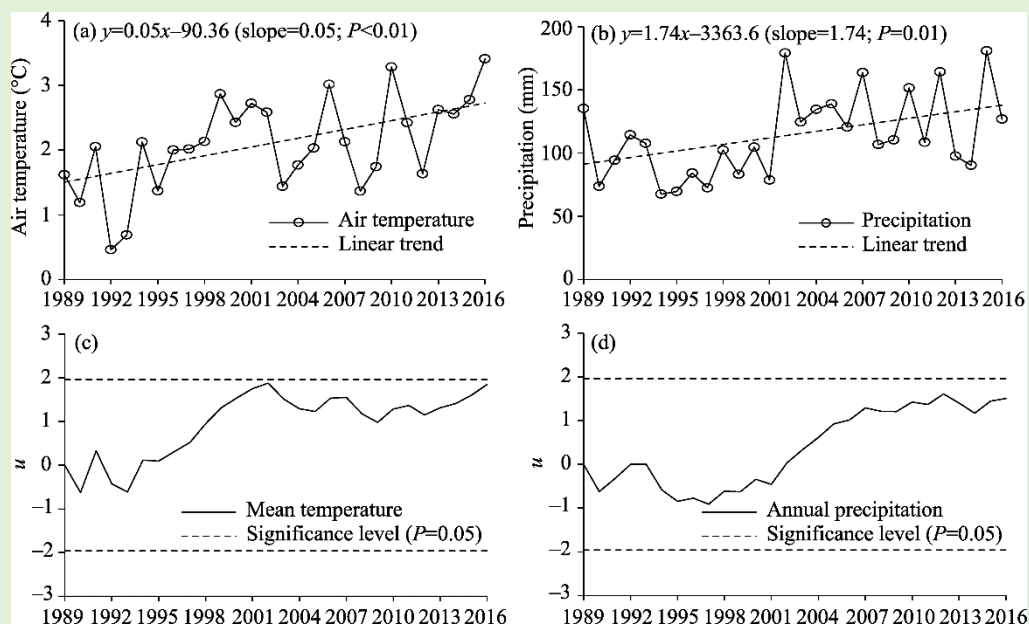 (a) y=0.05x–90.36 (slope=0.05; P<0.01)
Air temperature (°C)
4
3
2
1
0
Air temperature
Linear trend
1989 1992 1995 1998 2001 2004 2007 2010 2013 2016
(b) y=1.74x–3363.6 (slope=1.74; P=0.01)
Precipitation (mm)
200
150
100
50
0
Precipitation
Linear trend
1989 1992 1995 1998 2001 2004 2007 2010 2013 2016
(c)
u
3
2
1
0
–1
–2
–3
Mean temperature
Significance level (P=0.05)
1989 1992 1995 1998 2001 2004 2007 2010 2013 2016
(d)
u
3
2
1
0
–1
–2
–3
Annual precipitation
Significance level (P=0.05)
1989 1992 1995 1998 2001 2004 2007 2010 2013 2016